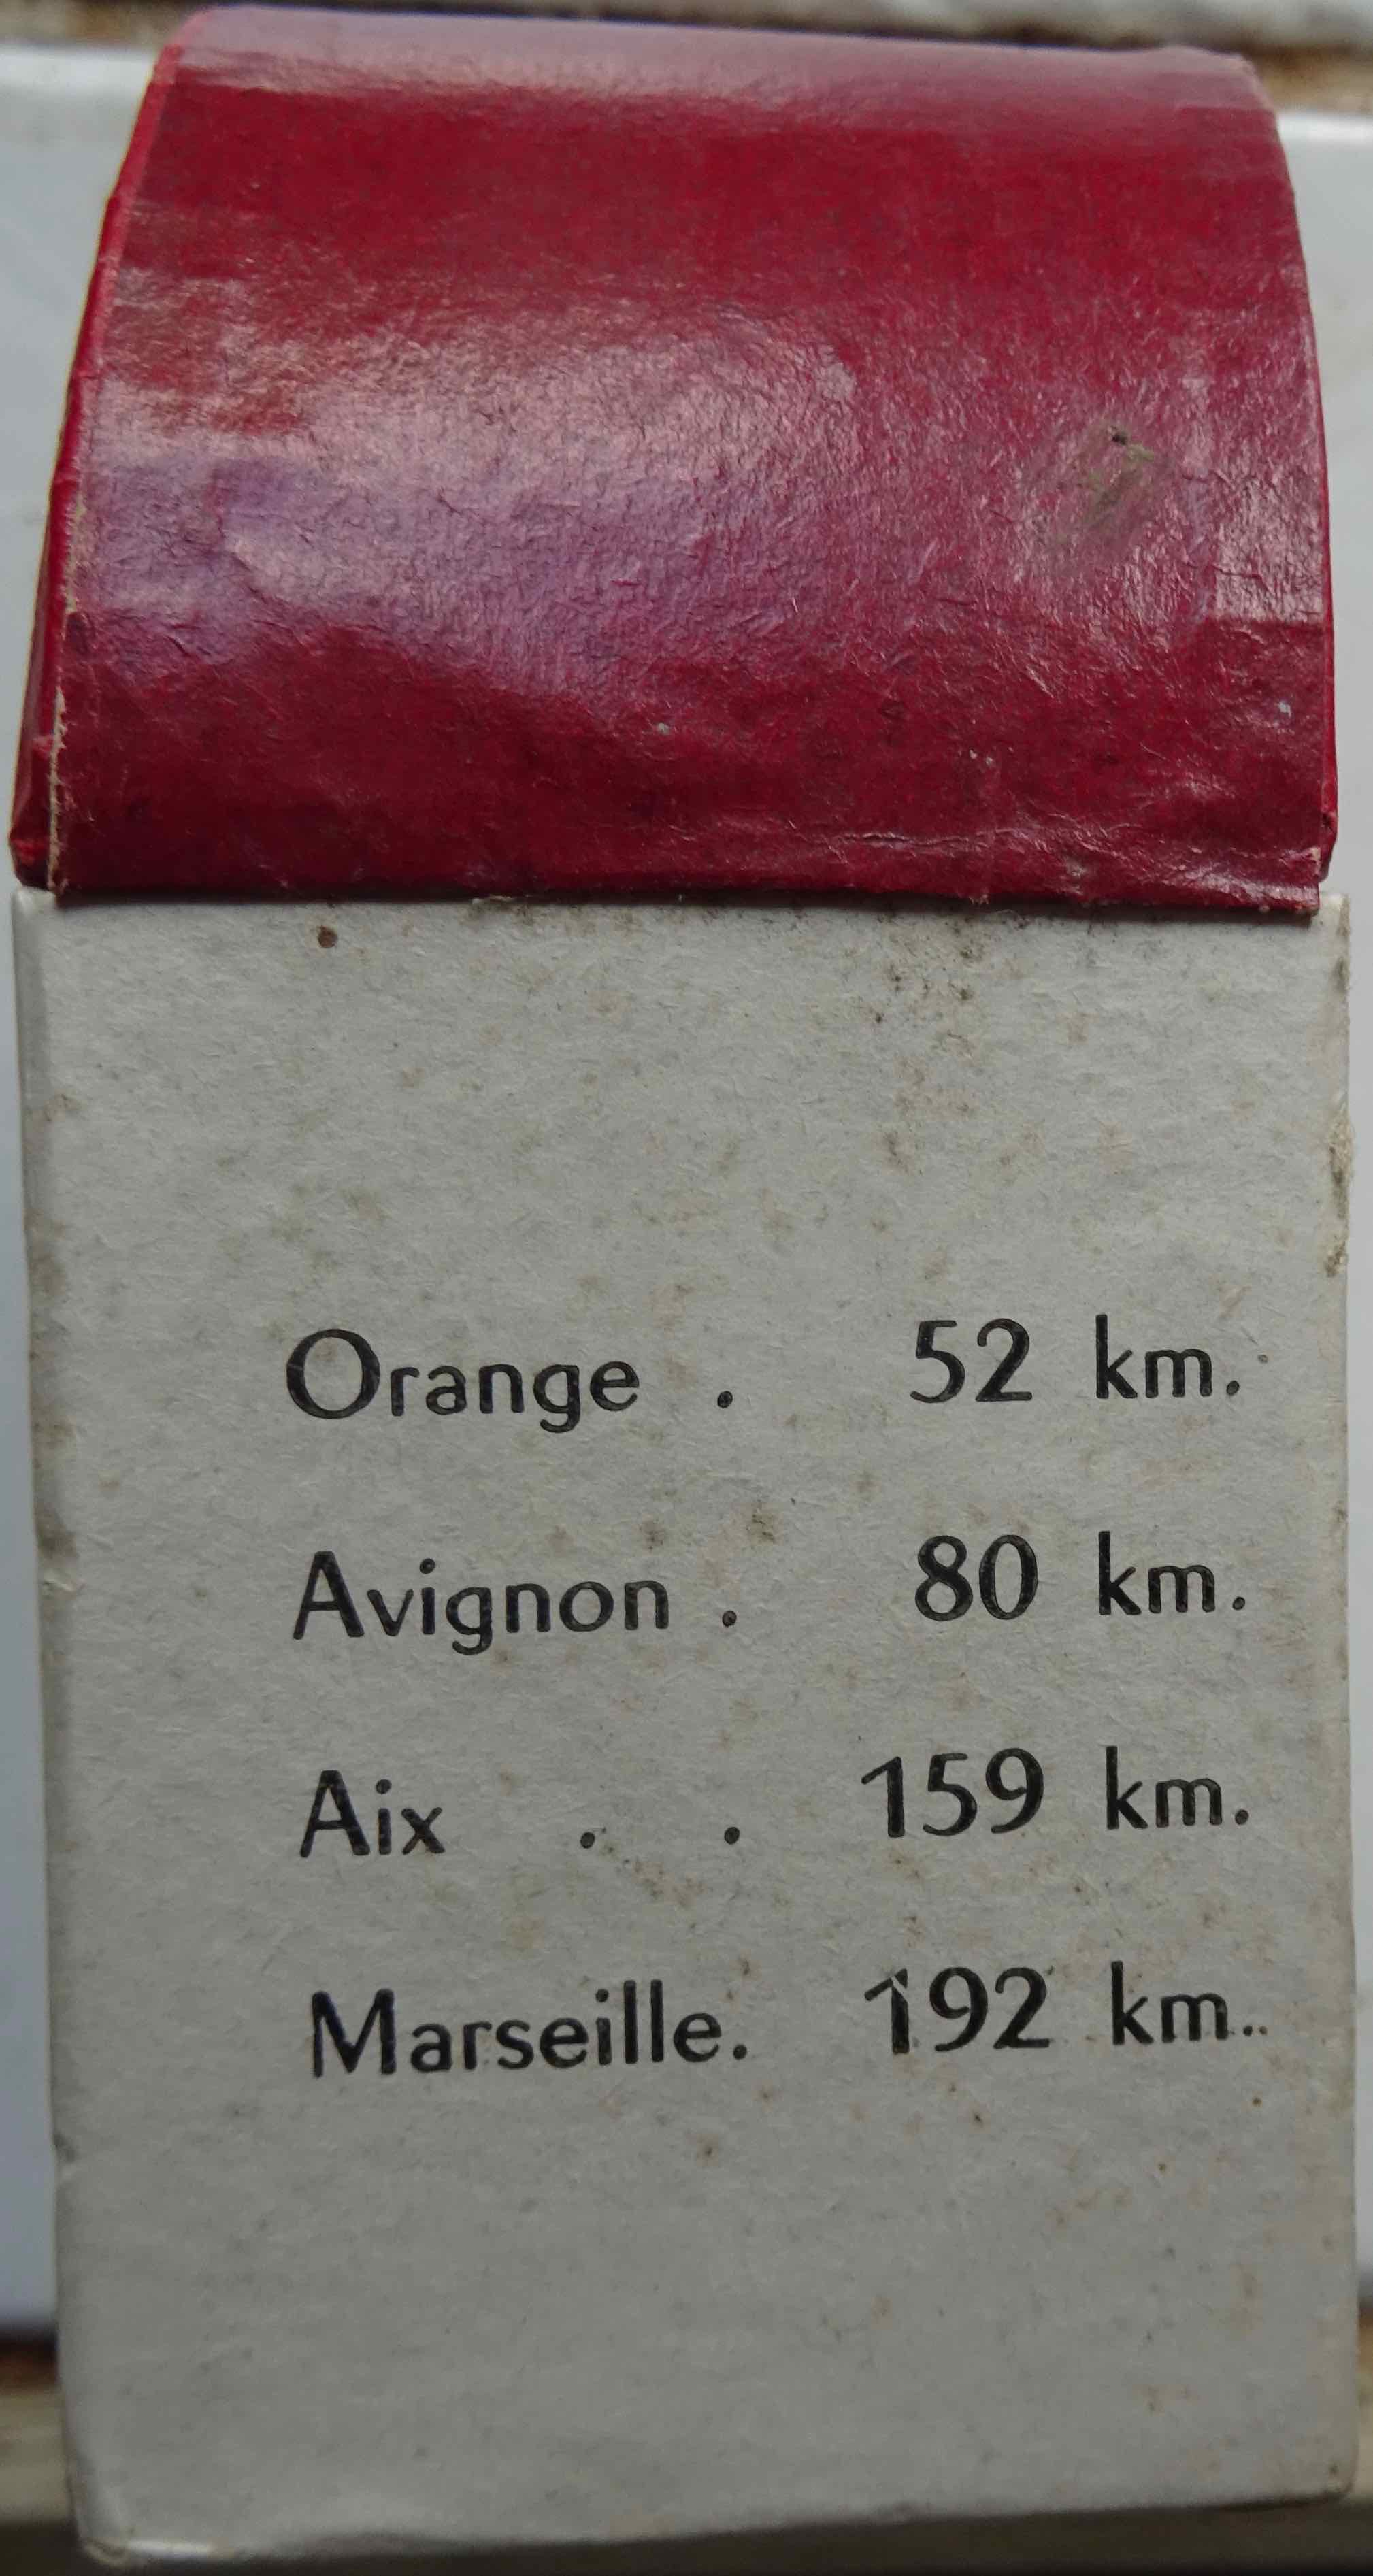 Orange . 52 km.
Avignon . 80 km.
Aix . . 159 km.
Marseille. 192 km.